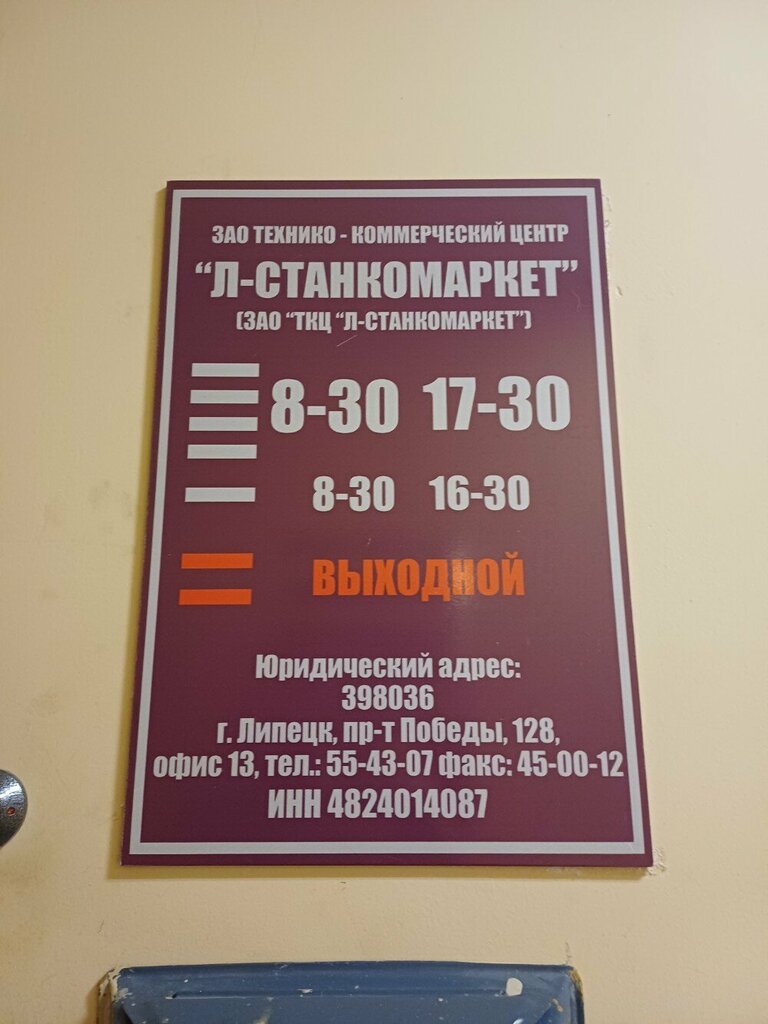 ЗАО ТЕХНИКО - КОММЕРЧЕСКИЙ ЦЕНТР
“Л-СТАНКОМАРКЕТ”
(ЗАО “ТКЦ “Л-СТАНКОМАРКЕТ”)
8-30 17-30
8-30 16-30
ВЫХОДНОЙ
Юридический адрес:
398036
г. Липецк, пр-т Победы, 128,
офис 13, тел.: 55-43-07 факс: 45-00-12
ИНН 4824014087